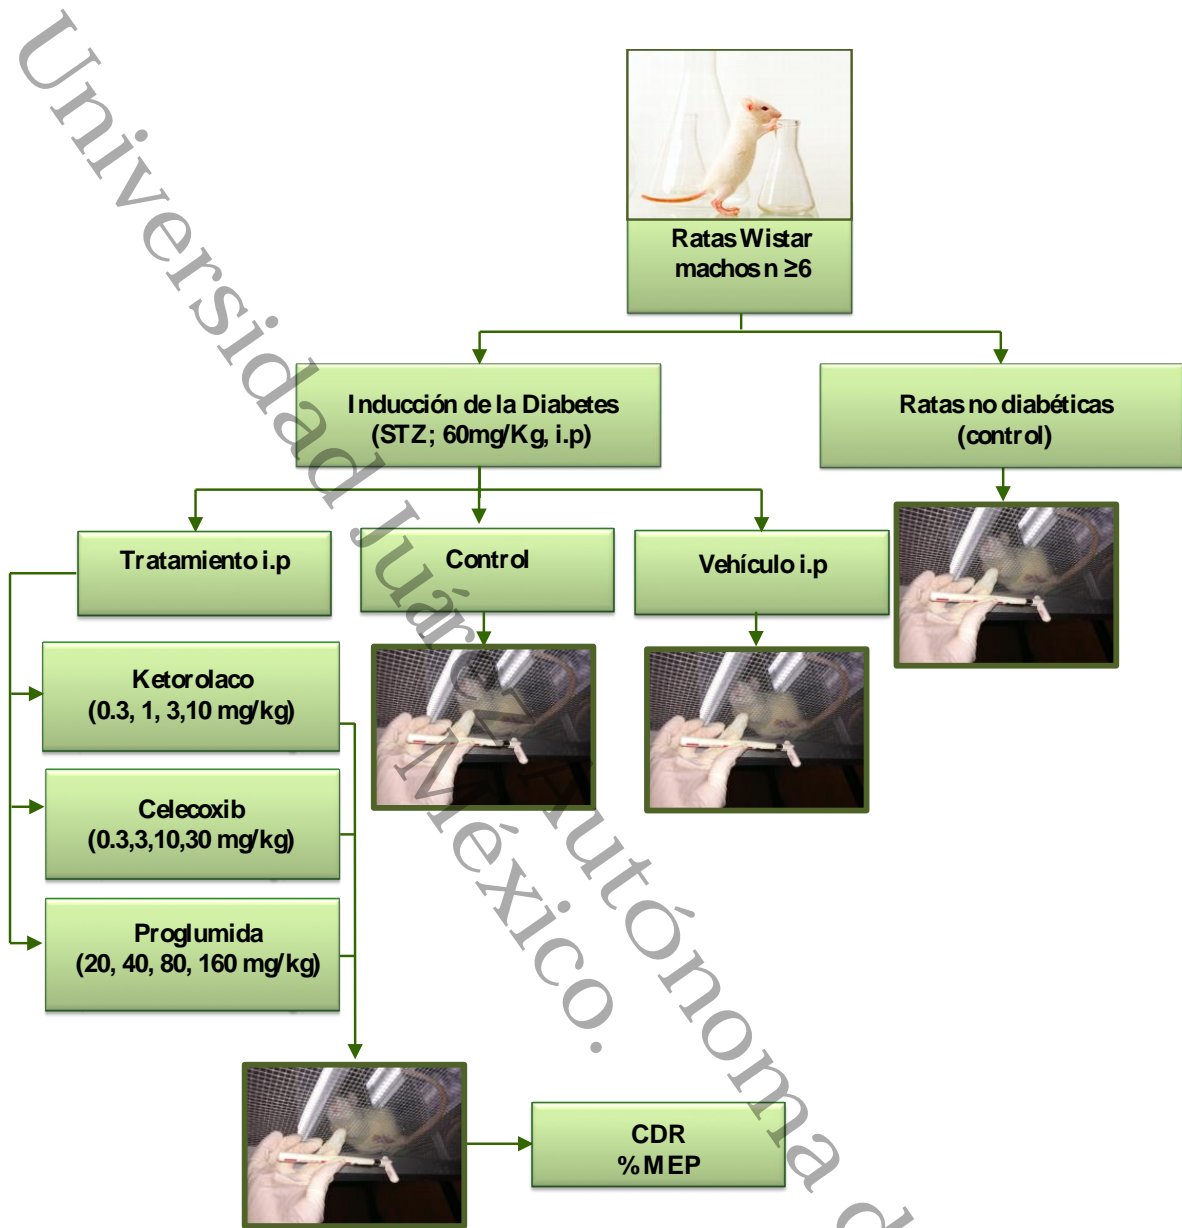 Universidad Juárez Autónoma d
México.
Ratas Wistar
machos n ≥6
Inducción de la Diabetes
(STZ; 60mg/Kg, i.p)
Ratas no diabéticas
(control)
Tratamiento i.p
Control
Vehículo i.p
Ketorolaco
(0.3, 1, 3,10 mg/kg)
Celecoxib
(0.3,3,10,30 mg/kg)
Proglumida
(20, 40, 80, 160 mg/kg)
CDR
%MEP